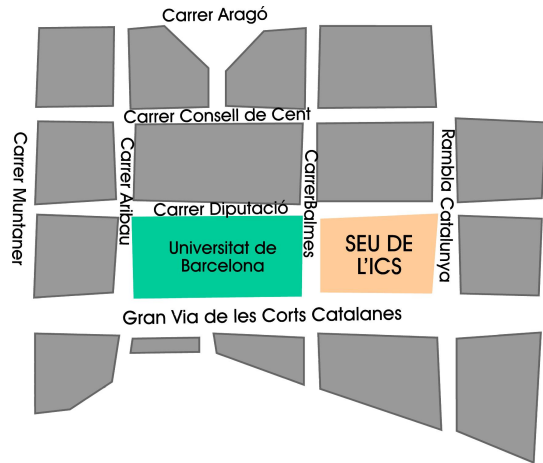 Carrer Aragó
Carrer Consell de Cent
Carrer Muntaner
Carrer Aribau
CarrerBalmes
Rambla Catalunya
Carrer Diputació
Universitat de
Barcelona
SEU DE
L'ICS
Gran Via de les Corts Catalanes